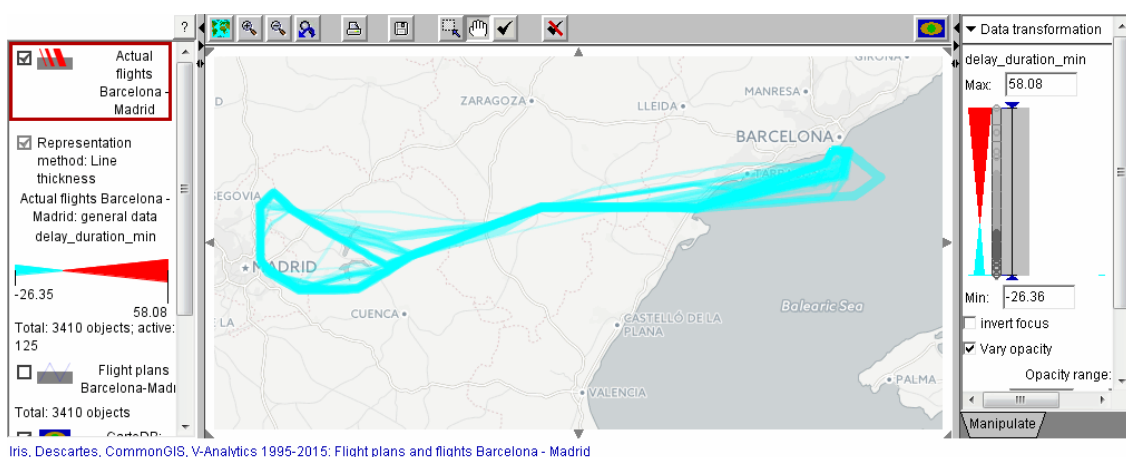 ?
Actual
flights
Barcelona -
Madrid
Representation
method: Line
thickness
Actual flights Barcelona -
Madrid: general data
delay_duration_min
-26.35
58.08
Total: 3410 objects; active:
125
Flight plans
Barcelona-Madr
Total: 3410 objects
CartoDB:
GIRONA
MANRESA
ZARAGOZA
LLEIDA
BARCELONA
TARRA
SEGOVIA
MADRID
CUENCA
CASTELLÓ DE LA
PLANA
Balearic Sea
VALENCIA
PALMA
E LA
Data transformation
delay_duration_min
Max: 58.08
Min: -26.36
invert focus
Vary opacity
Opacity range:
Manipulate
Iris, Descartes, CommonGIS, V-Analytics 1995-2015: Flight plans and flights Barcelona - Madrid